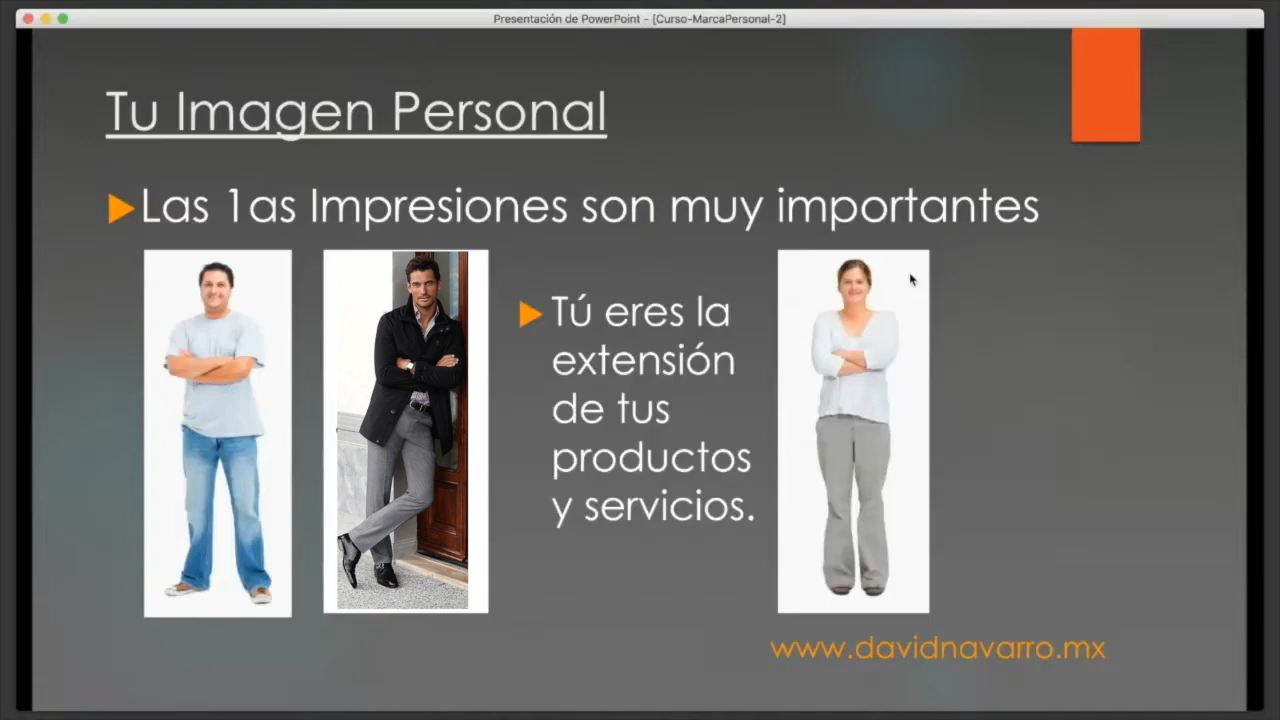 Presentación de PowerPoint - [Curso-MarcaPersonal-2]
Tu Imagen Personal
Las 1as Impresiones son muy importantes
Tú eres la
extensión
de tus
productos
y servicios.
www.davidnavarro.mx